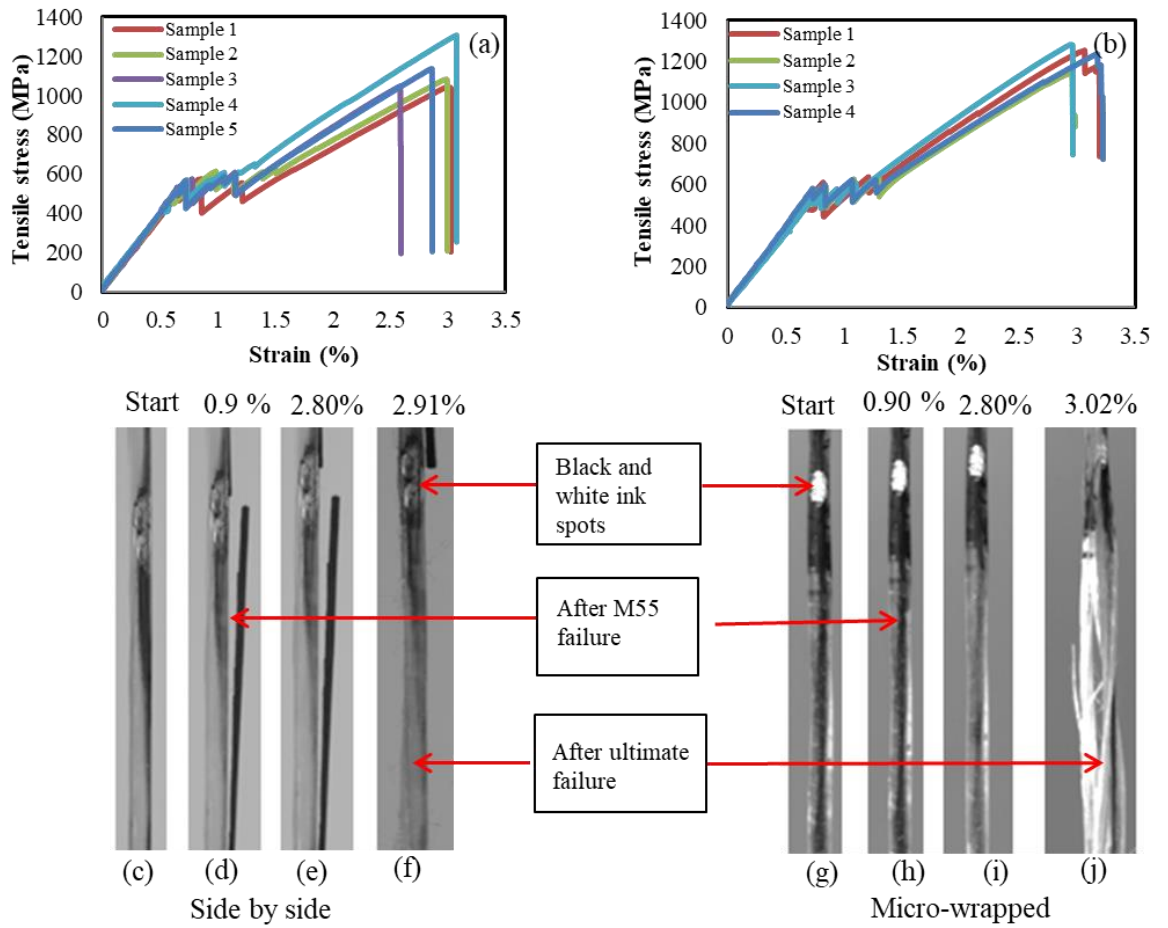 (a)
Tensile stress (MPa)
1400
1200
1000
800
600
400
200
0
Sample 1
Sample 2
Sample 3
Sample 4
Sample 5
0 0.5 1 1.5 2 2.5 3 3.5
Strain (%)
(b)
Tensile stress (MPa)
1400
1200
1000
800
600
400
200
0
Sample 1
Sample 2
Sample 3
Sample 4
0 0.5 1 1.5 2 2.5 3 3.5
Strain (%)
Start 0.9 % 2.80% 2.91%
Start 0.90 % 2.80% 3.02%
Black and
white ink
spots
After M55
failure
After ultimate
failure
(c) (d) (e) (f)
Side by side
(g) (h) (i) (j)
Micro-wrapped